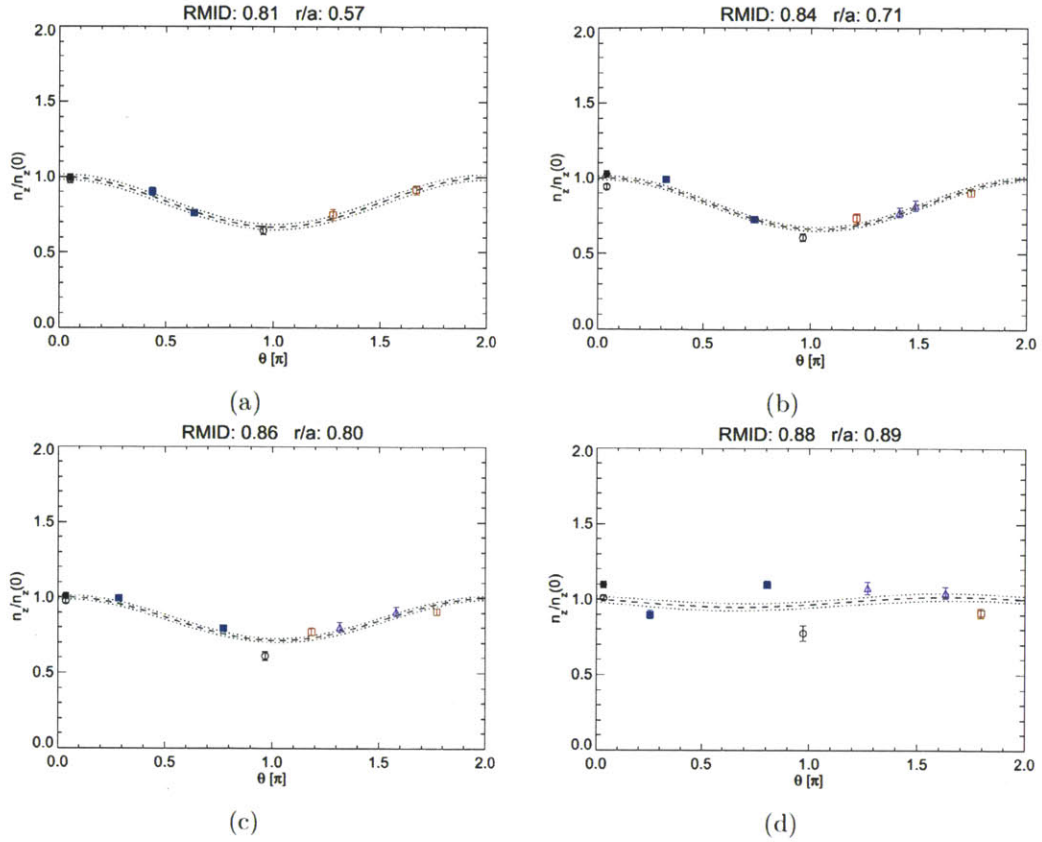 RMID: 0.81 r/a: 0.57
2.0
1.5
1.0
0.5
0.0
n_z/n_z(0)
0.0 0.5 1.0 1.5 2.0
θ [π]
(a)
RMID: 0.84 r/a: 0.71
2.0
1.5
1.0
0.5
0.0
n_z/n_z(0)
0.0 0.5 1.0 1.5 2.0
θ [π]
(b)
RMID: 0.86 r/a: 0.80
2.0
1.5
1.0
0.5
0.0
n_z/n_z(0)
0.0 0.5 1.0 1.5 2.0
θ [π]
(c)
RMID: 0.88 r/a: 0.89
2.0
1.5
1.0
0.5
0.0
n_z/n_z(0)
0.0 0.5 1.0 1.5 2.0
θ [π]
(d)